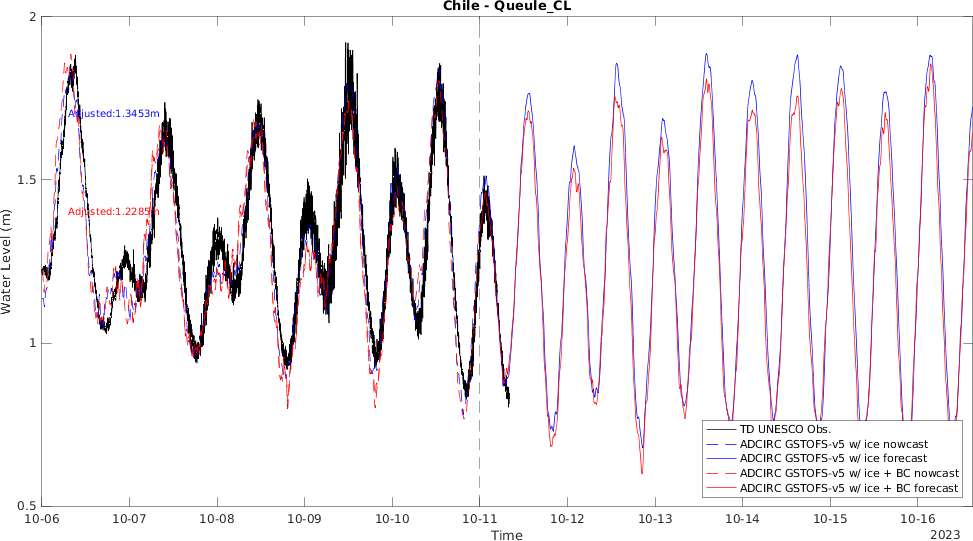 Chile - Queule_CL
2
1.5
1
0.5
Water Level (m)
Adjusted:1.3453m
Adjusted:1.2285m
TD UNESCO Obs.
ADCIRC GSTOFS-v5 w/ ice nowcast
ADCIRC GSTOFS-v5 w/ ice forecast
ADCIRC GSTOFS-v5 w/ ice + BC nowcast
ADCIRC GSTOFS-v5 w/ ice + BC forecast
10-06 10-07 10-08 10-09 10-10 10-11 10-12 10-13 10-14 10-15 10-16
Time
2023